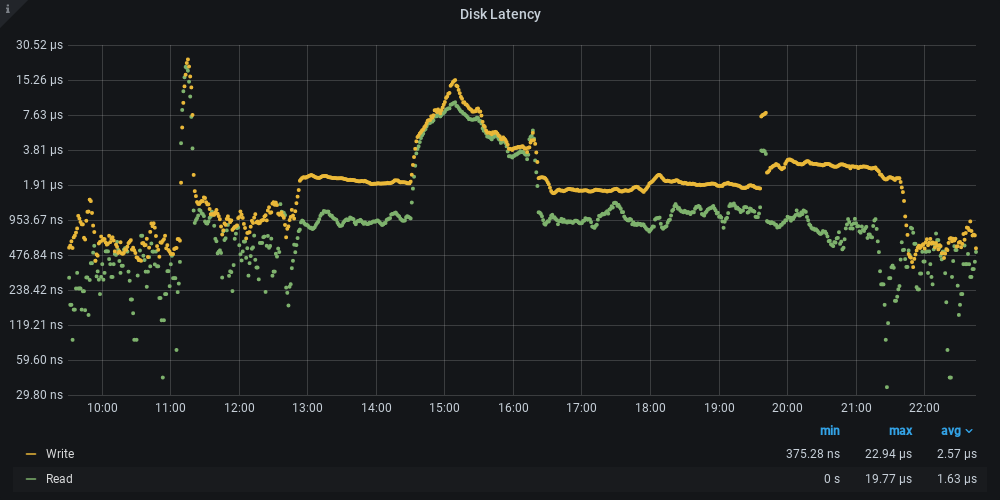 i
Disk Latency
30.52 µs
15.26 µs
7.63 µs
3.81 µs
1.91 µs
953.67 ns
476.84 ns
238.42 ns
119.21 ns
59.60 ns
29.80 ns
10:00 11:00 12:00 13:00 14:00 15:00 16:00 17:00 18:00 19:00 20:00 21:00 22:00
min max avg
Write 375.28 ns 22.94 µs 2.57 µs
Read 0 s 19.77 µs 1.63 µs